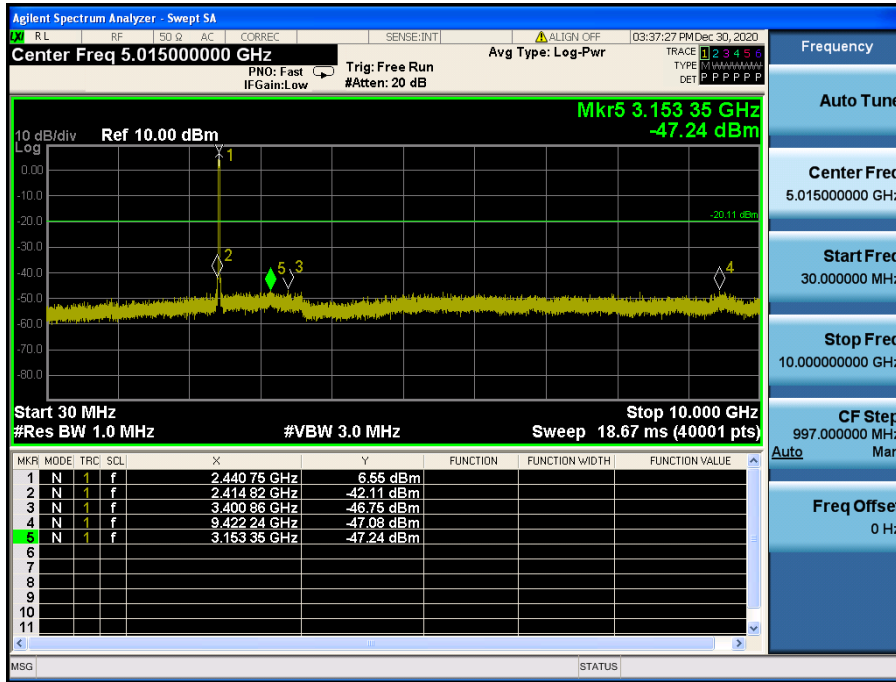 Agilent Spectrum Analyzer - Swept SA
LXI RL RF 50 Ω AC CORREC SENSE:INT ALIGN OFF 03:37:27 PM Dec 30, 2020
Center Freq 5.015000000 GHz
PNO: Fast
IFGain:Low
Trig: Free Run
#Atten: 20 dB
Avg Type: Log-Pwr
TRACE 1 2 3 4 5 6
TYPE M WWWWW
DET P P P P P P
Mkr5 3.153 35 GHz
-47.24 dBm
10 dB/div Ref 10.00 dBm
Log
0.00
-10.0
-20.0
-30.0
-40.0
-50.0
-60.0
-70.0
-80.0
-20.11 dBm
1
2
5
3
4
Start 30 MHz
#Res BW 1.0 MHz
#VBW 3.0 MHz
Stop 10.000 GHz
Sweep 18.67 ms (40001 pts)
MKR MODE TRC SCL X Y FUNCTION FUNCTION WIDTH FUNCTION VALUE
1 N 1 f 2.440 75 GHz 6.55 dBm
2 N 1 f 2.414 82 GHz -42.11 dBm
3 N 1 f 3.400 86 GHz -46.75 dBm
4 N 1 f 9.422 24 GHz -47.08 dBm
5 N 1 f 3.153 35 GHz -47.24 dBm
6
7
8
9
10
11
MSG STATUS
Frequency
Auto Tune
Center Freq
5.015000000 GHz
Start Freq
30.000000 MHz
Stop Freq
10.000000000 GHz
CF Step
997.000000 MHz
Auto Man
Freq Offset
0 Hz